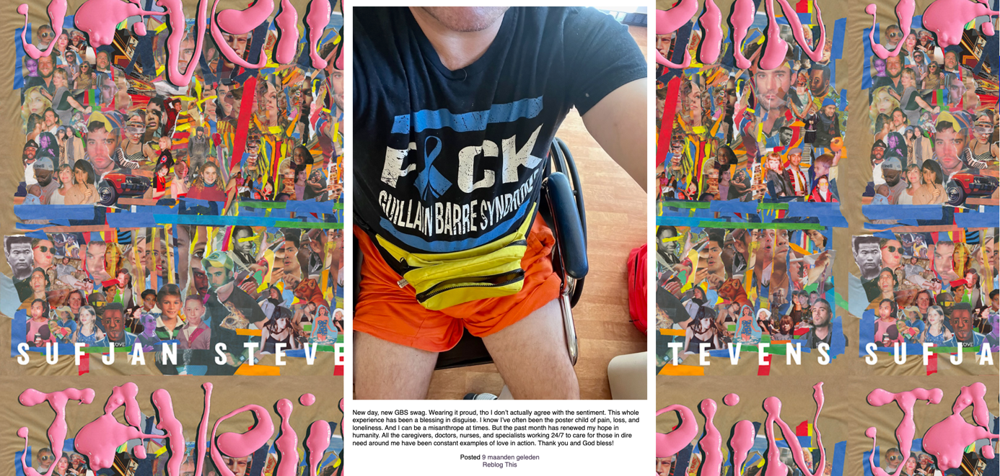 F CK
GUILLAIN BARRE SYNDROME
New day, new GBS swag. Wearing it proud, tho I don't actually agree with the sentiment. This whole
experience has been a blessing in disguise. I know I've often been the poster child of pain, loss, and
loneliness. And I can be a misanthrope at times. But the past month has renewed my hope in
humanity. All the caregivers, doctors, nurses, and specialists working 24/7 to care for those in dire
need around me have been constant examples of love in action. Thank you and God bless!
Posted 9 maanden geleden
Reblog This
LOVE
SUFJAN STEVE
TEVENS SUFJA
LOVE
Javelin